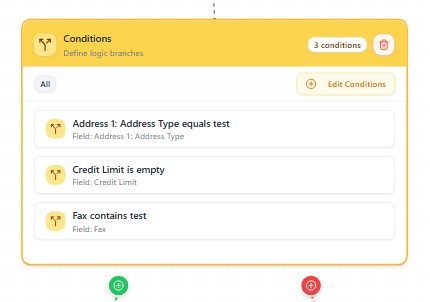 Conditions
3 conditions
Define logic branches
All
Edit Conditions
Address 1: Address Type equals test
Field: Address 1: Address Type
Credit Limit is empty
Field: Credit Limit
Fax contains test
Field: Fax